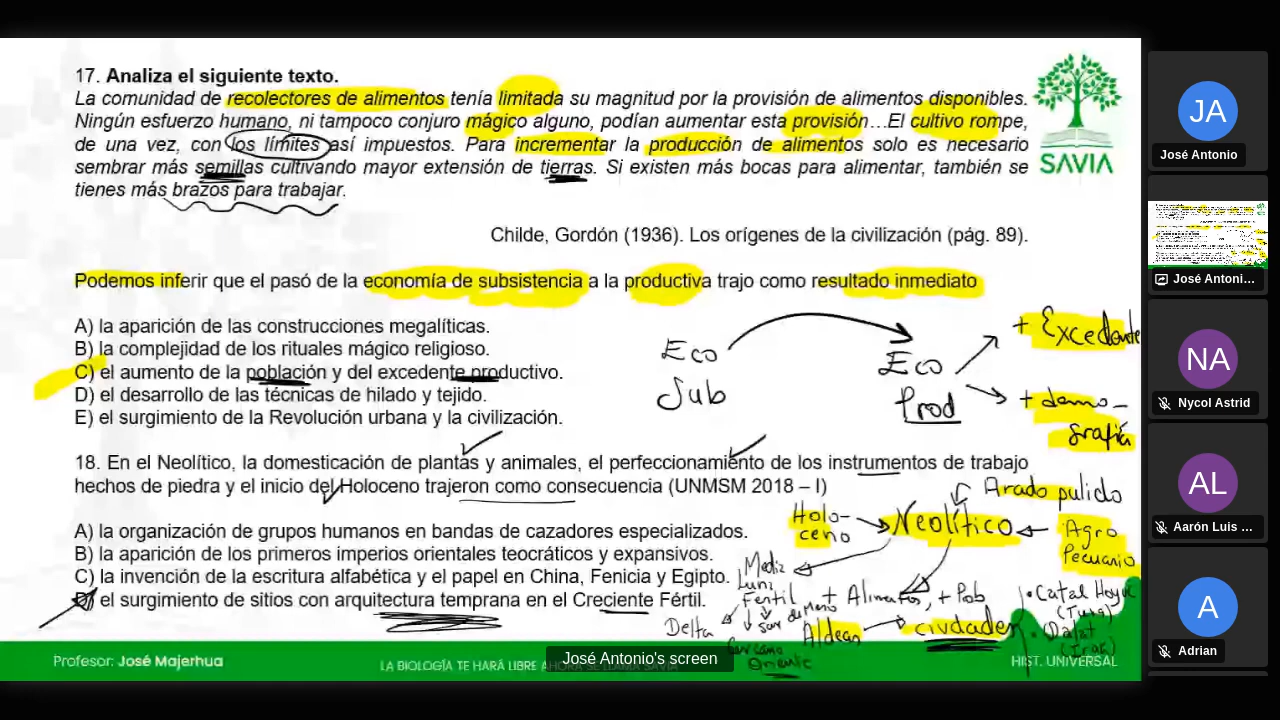 17. Analiza el siguiente texto.
La comunidad de recolectores de alimentos tenía limitada su magnitud por la provisión de alimentos disponibles.
Ningún esfuerzo humano, ni tampoco conjuro mágico alguno, podían aumentar esta provisión…El cultivo rompe,
de una vez, con los límites así impuestos. Para incrementar la producción de alimentos solo es necesario
sembrar más semillas cultivando mayor extensión de tierras. Si existen más bocas para alimentar, también se
tienes más brazos para trabajar.
SAVIA
Childe, Gordón (1936). Los orígenes de la civilización (pág. 89).
Podemos inferir que el pasó de la economía de subsistencia a la productiva trajo como resultado inmediato
A) la aparición de las construcciones megalíticas.
B) la complejidad de los rituales mágico religioso.
C) el aumento de la población y del excedente productivo.
D) el desarrollo de las técnicas de hilado y tejido.
E) el surgimiento de la Revolución urbana y la civilización.
Eco
Sub
Eco
Prod
+ Excedente
+ demo-
grafía
18. En el Neolítico, la domesticación de plantas y animales, el perfeccionamiento de los instrumentos de trabajo
hechos de piedra y el inicio del Holoceno trajeron como consecuencia (UNMSM 2018 – I)
A) la organización de grupos humanos en bandas de cazadores especializados.
B) la aparición de los primeros imperios orientales teocráticos y expansivos.
C) la invención de la escritura alfabética y el papel en China, Fenicia y Egipto.
D) el surgimiento de sitios con arquitectura temprana en el Creciente Fértil.
Arado pulido
Holo-
ceno
Neolítico
Agro
Pecuario
Media
Luna
Fertil
+ Alimentos, + Pob
Delta
Aldeas
ciudades
• Catal
Oriente
Profesor: José Majerhua
LA BIOLOGÍA TE HARÁ LIBRE
HIST. UNIVERSAL
José Antonio's screen
JA
José Antonio
José Antoni...
NA
Nycol Astrid
AL
Aarón Luis ...
A
Adrian